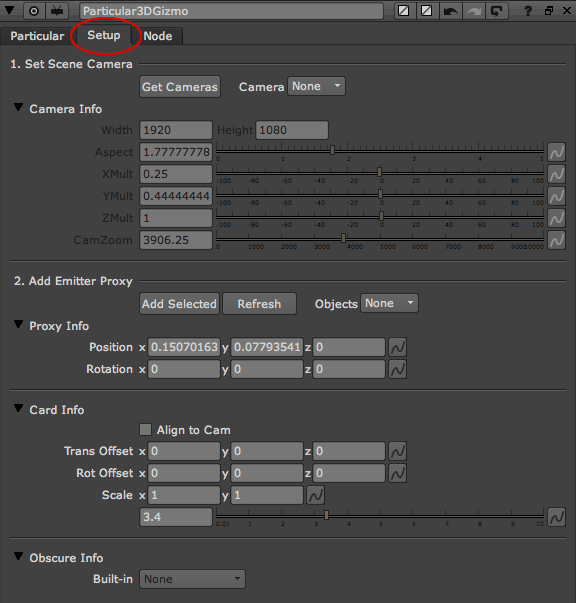 Particular3DGizmo ?
Particular Setup Node
1. Set Scene Camera
Get Cameras Camera None
Camera Info
Width 1920 Height 1080
Aspect 1.77777778 0 1 2 3 4 5
XMult 0.25 -100 -80 -60 -40 -20 0 20 40 60 80 100
YMult 0.44444444 -100 -80 -60 -40 -20 0 20 40 60 80 100
ZMult 1 -100 -80 -60 -40 -20 0 20 40 60 80 100
CamZoom 3906.25 0 1000 2000 3000 4000 5000 6000 7000 8000 9000 10000
2. Add Emitter Proxy
Add Selected Refresh Objects None
Proxy Info
Position x 0.15070163 y 0.07793541 z 0
Rotation x 0 y 0 z 0
Card Info
Align to Cam
Trans Offset x 0 y 0 z 0
Rot Offset x 0 y 0 z 0
Scale x 1 y 1
3.4 0.01 1 2 3 4 5 6 7 8 9 10
Obscure Info
Built-in None